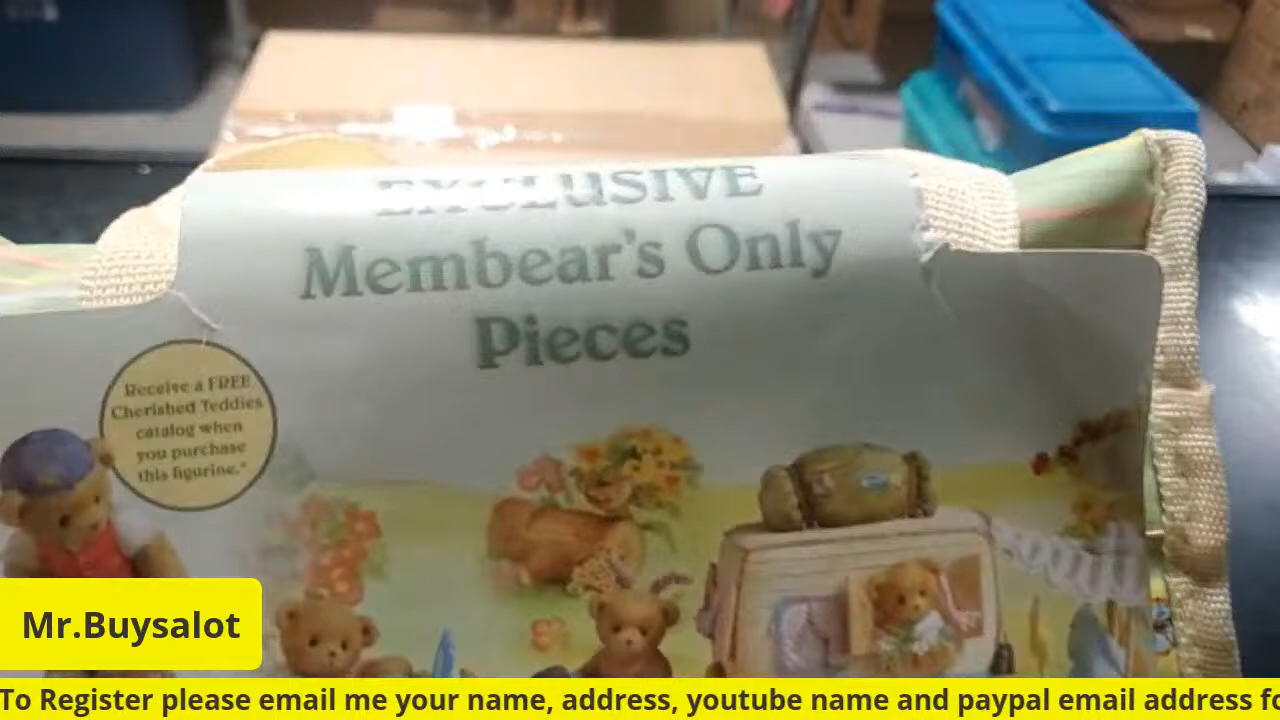 EXCLUSIVE
Membear's Only
Pieces
Receive a FREE
Cherished Teddies
catalog when
you purchase
this figurine.*
Mr.Buysalot
To Register please email me your name, address, youtube name and paypal email address fo